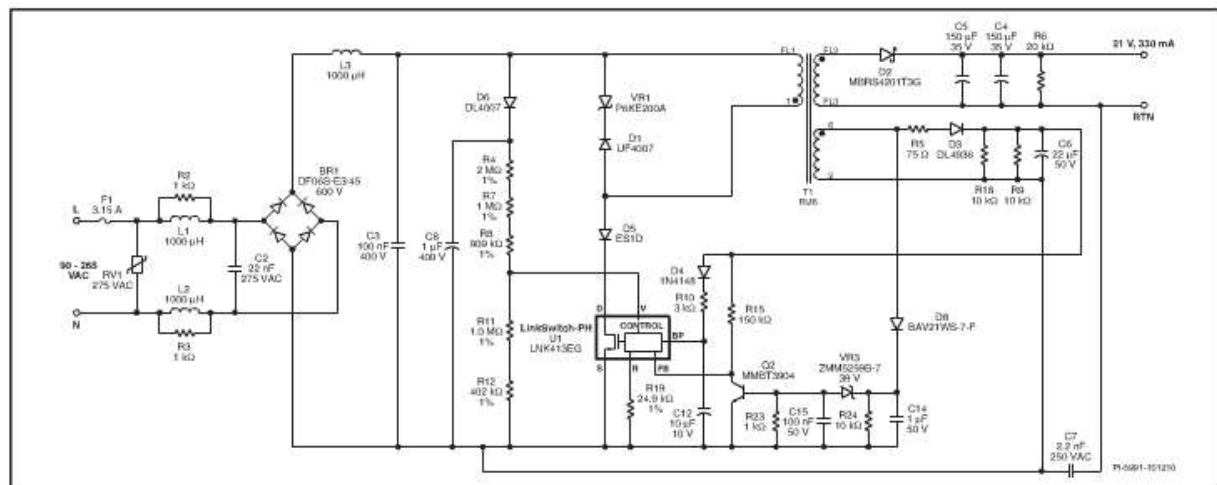 L3
1000 µH
D6
DL4007
VR1
P6KE200A
D1
UF4007
FL1
1
FL2
FL3
D2
MBRS4201T3G
C5
150 µF
35 V
C4
150 µF
35 V
R6
20 kΩ
21 V, 330 mA
RTN
6
2
T1
RM6
R5
75 Ω
D3
DL4936
R18
10 kΩ
R9
10 kΩ
C6
22 µF
50 V
BR1
DF06S-E3/45
600 V
R2
1 kΩ
F1
3.15 A
L
L1
1000 µH
90 - 265
VAC
RV1
275 VAC
C2
22 nF
275 VAC
L2
1000 µH
N
R3
1 kΩ
C3
100 nF
400 V
C8
1 µF
400 V
R4
2 MΩ
1%
R7
1 MΩ
1%
R8
909 kΩ
1%
R11
1.0 MΩ
1%
R12
402 kΩ
1%
D5
ES1D
D
V
CONTROL
BP
S
R
FB
LinkSwitch-PH
U1
LNK413EG
D4
1N4148
R10
3 kΩ
R15
150 kΩ
D8
BAV21WS-7-F
Q2
MMBT3904
VR3
ZMM5259B-7
39 V
R19
24.9 kΩ
1%
C12
10 µF
10 V
R23
1 kΩ
C15
100 nF
50 V
R24
10 kΩ
C14
1 µF
50 V
C7
2.2 nF
250 VAC
PI-5991-101210